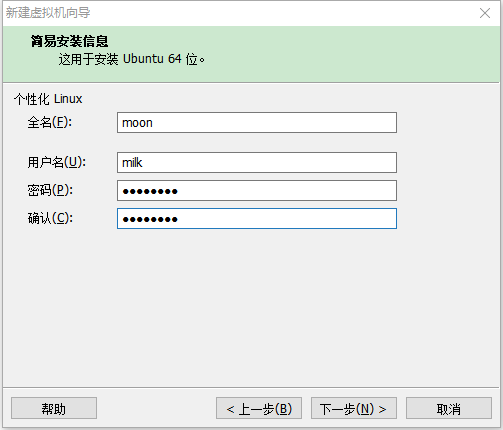 新建虚拟机向导
简易安装信息
这用于安装 Ubuntu 64 位。
个性化 Linux
全名(F): moon
用户名(U): milk
密码(P): ●●●●●●●●
确认(C): ●●●●●●●●
帮助 < 上一步(B) 下一步(N) > 取消